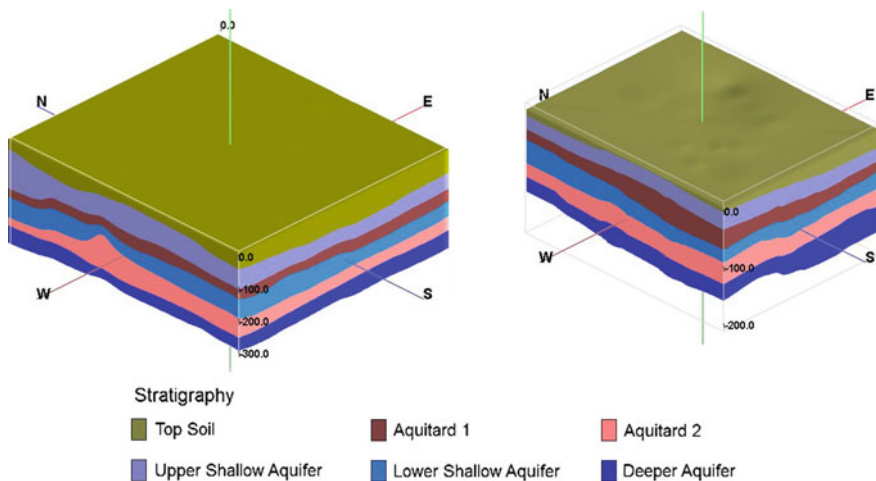 0.0
N
E
0.0
-100.0
W
S
-200.0
-300.0
N
E
0.0
-100.0
W
S
-200.0
Stratigraphy
Top Soil
Aquitard 1
Aquitard 2
Upper Shallow Aquifer
Lower Shallow Aquifer
Deeper Aquifer